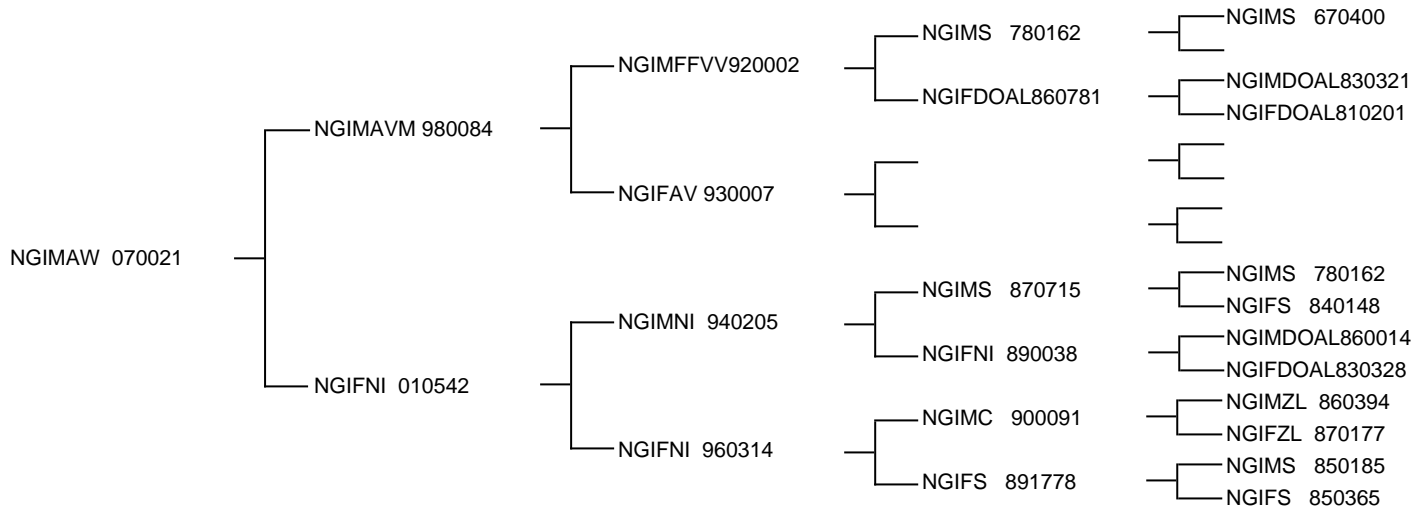 NGIMS 670400
NGIMS 780162
NGIMFFVV920002
NGIMDOAL830321
NGIFDOAL860781
NGIFDOAL810201
NGIMAVM 980084
NGIFAV 930007
NGIMAW 070021
NGIMS 780162
NGIMS 870715
NGIFS 840148
NGIMNI 940205
NGIMDOAL860014
NGIFNI 890038
NGIFDOAL830328
NGIFNI 010542
NGIMZL 860394
NGIMC 900091
NGIFZL 870177
NGIFNI 960314
NGIMS 850185
NGIFS 891778
NGIFS 850365